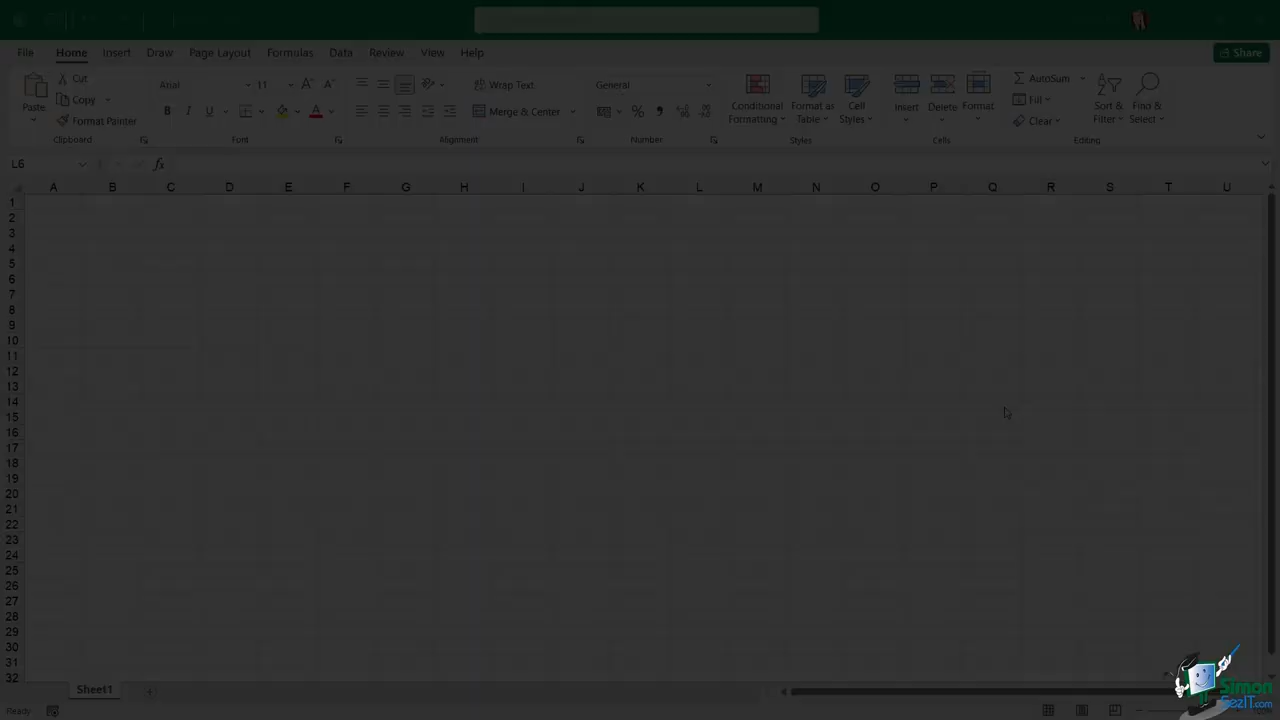 File Home Insert Draw Page Layout Formulas Data Review View Help Share
Paste Cut Copy Format Painter Clipboard
Arial 11 B I U A Font
Wrap Text Merge & Center Alignment
General % Number
Conditional Formatting Format as Table Cell Styles Styles
Insert Delete Format Cells
AutoSum Fill Clear Sort & Filter Find & Select Editing
L6 fx
A B C D E F G H I J K L M N O P Q R S T U
1
2
3
4
5
6
7
8
9
10
11
12
13
14
15
16
17
18
19
20
21
22
23
24
25
26
27
28
29
30
31
32
Sheet1
Ready
Simon
SezIT.com